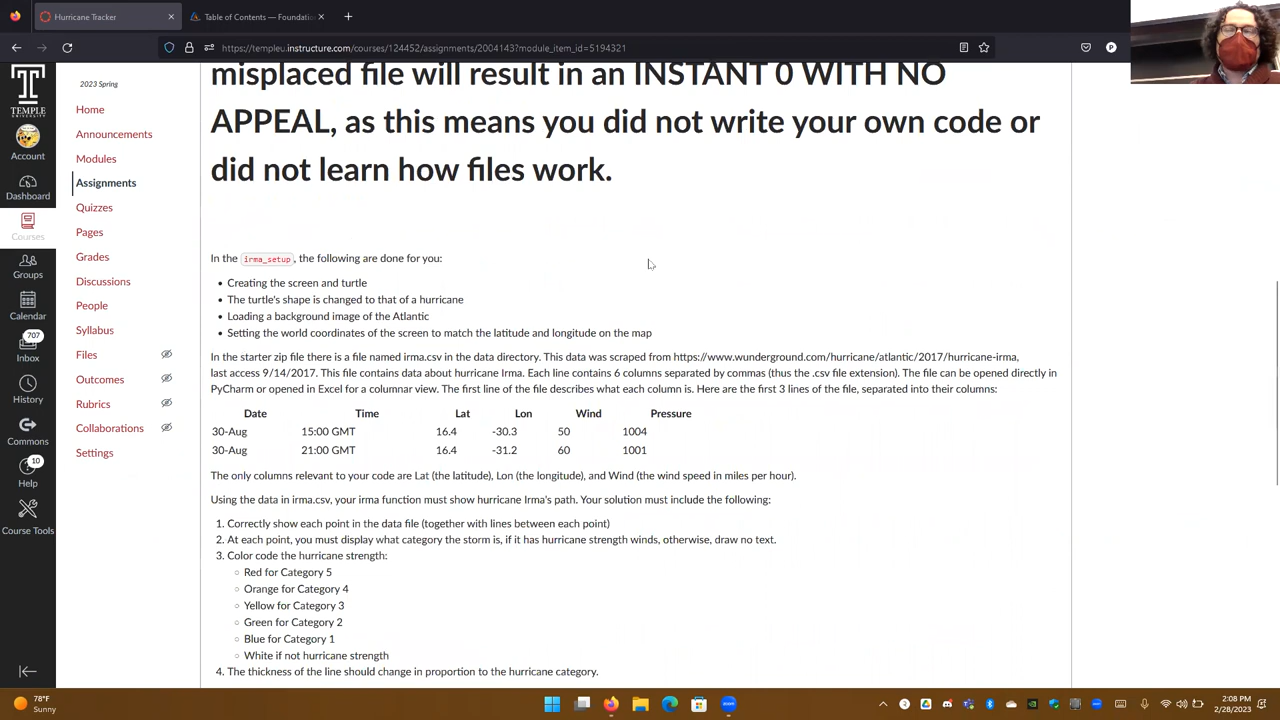 Hurricane Tracker
Table of Contents — Foundatio
https://templeu.instructure.com/courses/124452/assignments/2004143?module_item_id=5194321
P
TEMPLE
UNIVERSITY
Account
Dashboard
Courses
Groups
Calendar
707
Inbox
History
Commons
10
Help
Course Tools
2023 Spring
Home
Announcements
Modules
Assignments
Quizzes
Pages
Grades
Discussions
People
Syllabus
Files
Outcomes
Rubrics
Collaborations
Settings
misplaced file will result in an INSTANT 0 WITH NO
APPEAL, as this means you did not write your own code or
did not learn how files work.
In the irma_setup, the following are done for you:
• Creating the screen and turtle
• The turtle's shape is changed to that of a hurricane
• Loading a background image of the Atlantic
• Setting the world coordinates of the screen to match the latitude and longitude on the map
In the starter zip file there is a file named irma.csv in the data directory. This data was scraped from https://www.wunderground.com/hurricane/atlantic/2017/hurricane-irma,
last access 9/14/2017. This file contains data about hurricane Irma. Each line contains 6 columns separated by commas (thus the .csv file extension). The file can be opened directly in
PyCharm or opened in Excel for a columnar view. The first line of the file describes what each column is. Here are the first 3 lines of the file, separated into their columns:
Date Time Lat Lon Wind Pressure
30-Aug 15:00 GMT 16.4 -30.3 50 1004
30-Aug 21:00 GMT 16.4 -31.2 60 1001
The only columns relevant to your code are Lat (the latitude), Lon (the longitude), and Wind (the wind speed in miles per hour).
Using the data in irma.csv, your irma function must show hurricane Irma's path. Your solution must include the following:
1. Correctly show each point in the data file (together with lines between each point)
2. At each point, you must display what category the storm is, if it has hurricane strength winds, otherwise, draw no text.
3. Color code the hurricane strength:
○ Red for Category 5
○ Orange for Category 4
○ Yellow for Category 3
○ Green for Category 2
○ Blue for Category 1
○ White if not hurricane strength
4. The thickness of the line should change in proportion to the hurricane category.
78°F
Sunny
2:08 PM
2/28/2023